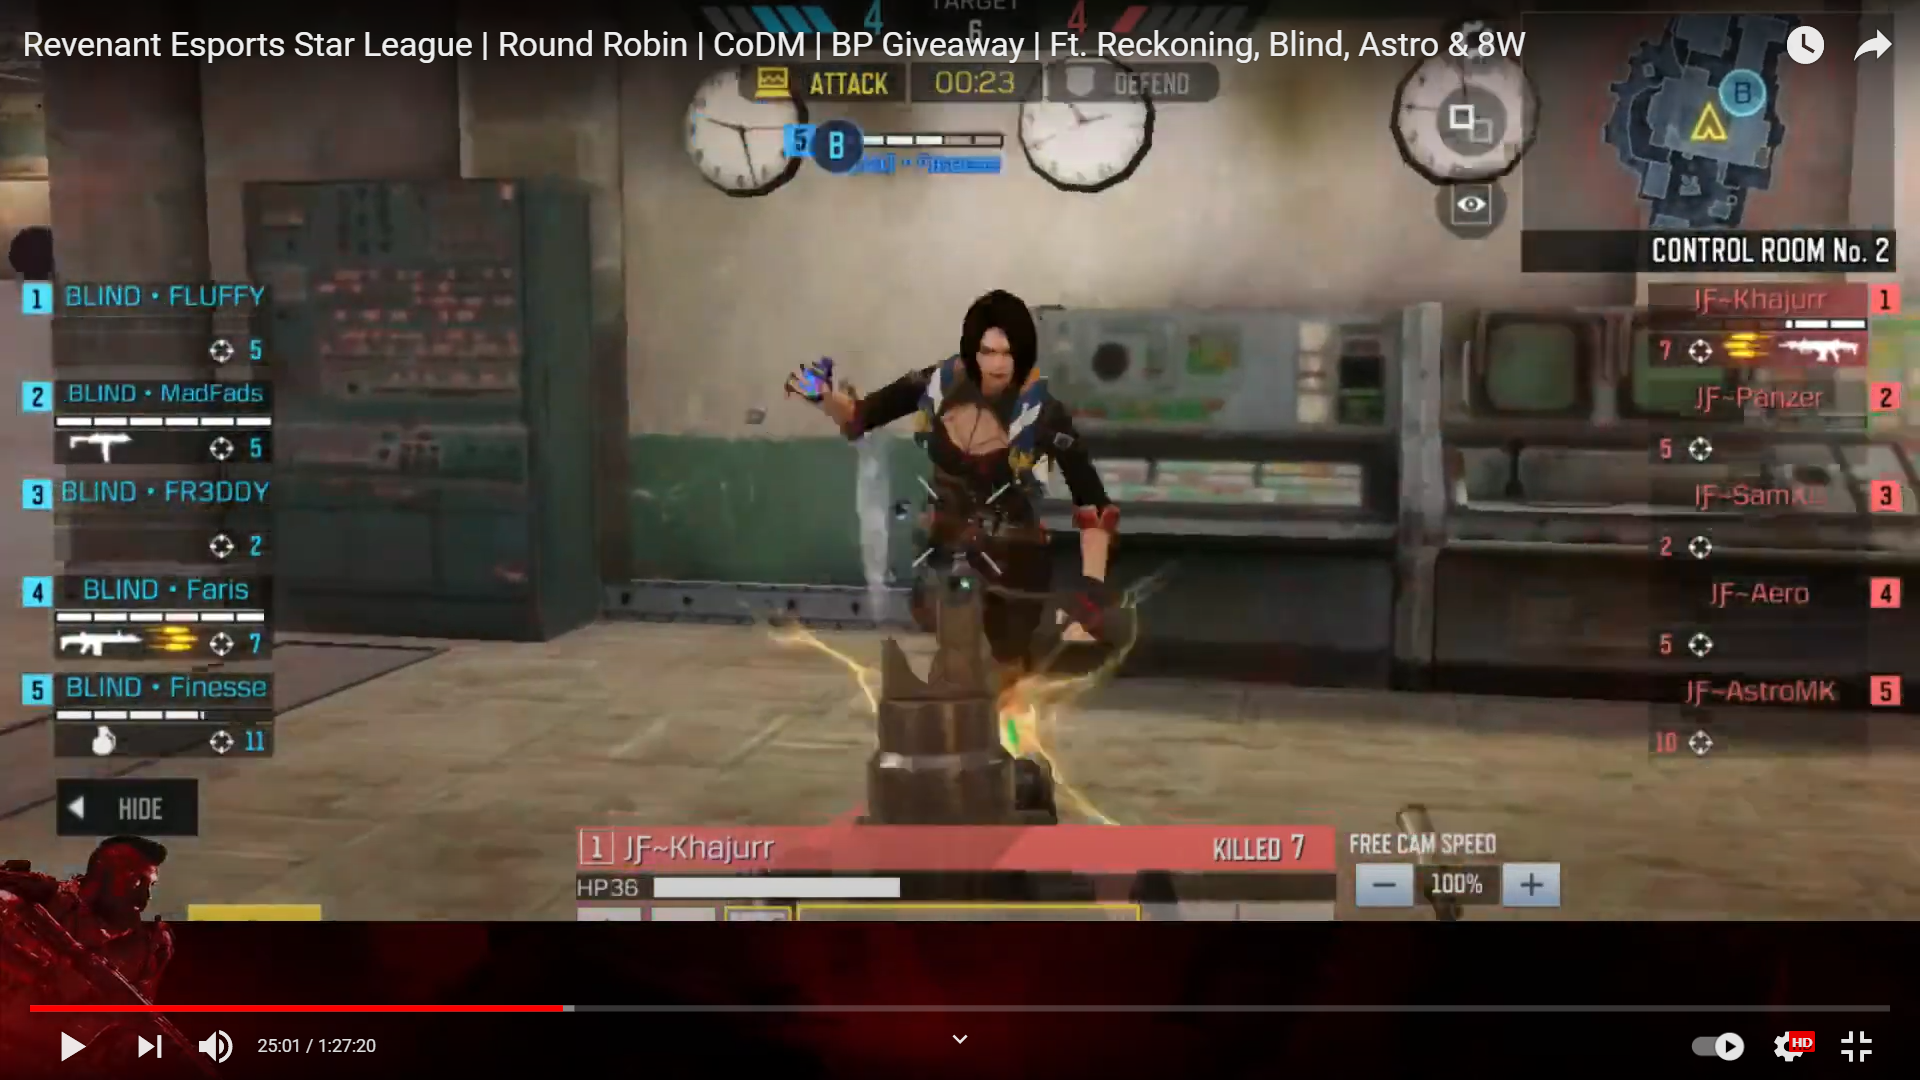 Revenant Esports Star League | Round Robin | CoDM | BP Giveaway | Ft. Reckoning, Blind, Astro & 8W
4 TARGET 4
6
ATTACK 00:23 DEFEND
5 B
B
CONTROL ROOM No. 2
1 BLIND • FLUFFY
5
2 BLIND • MadFads
5
3 BLIND • FR3DDY
2
4 BLIND • Faris
7
5 BLIND • Finesse
11
HIDE
JF~Khajurr 1
7
JF~Panzer 2
5
3
2
JF~Aero 4
5
JF~AstroMK 5
10
1 JF~Khajurr KILLED 7
HP36
FREE CAM SPEED
− 100% +
25:01 / 1:27:20
HD